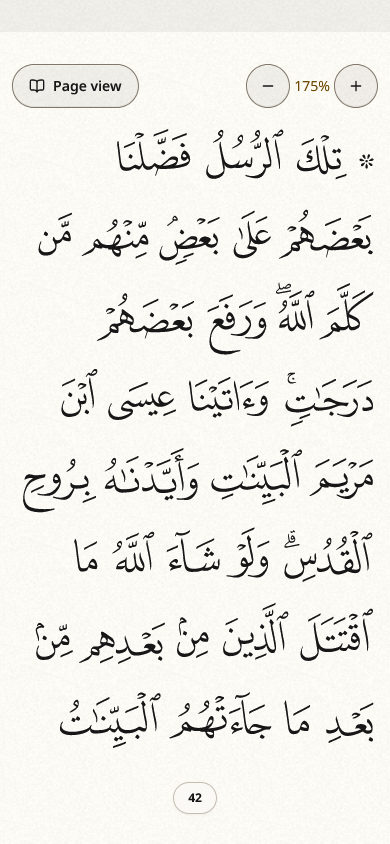 Page view
− 175% +
۞ تِلۡكَ ٱلرُّسُلُ فَضَّلۡنَا
بَعۡضَهُمۡ عَلَىٰ بَعۡضٖۘ مِّنۡهُم مَّن
كَلَّمَ ٱللَّهُۖ وَرَفَعَ بَعۡضَهُمۡ
دَرَجَٰتٖۚ وَءَاتَيۡنَا عِيسَى ٱبۡنَ
مَرۡيَمَ ٱلۡبَيِّنَٰتِ وَأَيَّدۡنَٰهُ بِرُوحِ
ٱلۡقُدُسِۗ وَلَوۡ شَآءَ ٱللَّهُ مَا
ٱقۡتَتَلَ ٱلَّذِينَ مِنۢ بَعۡدِهِم مِّنۢ
بَعۡدِ مَا جَآءَتۡهُمُ ٱلۡبَيِّنَٰتُ
42